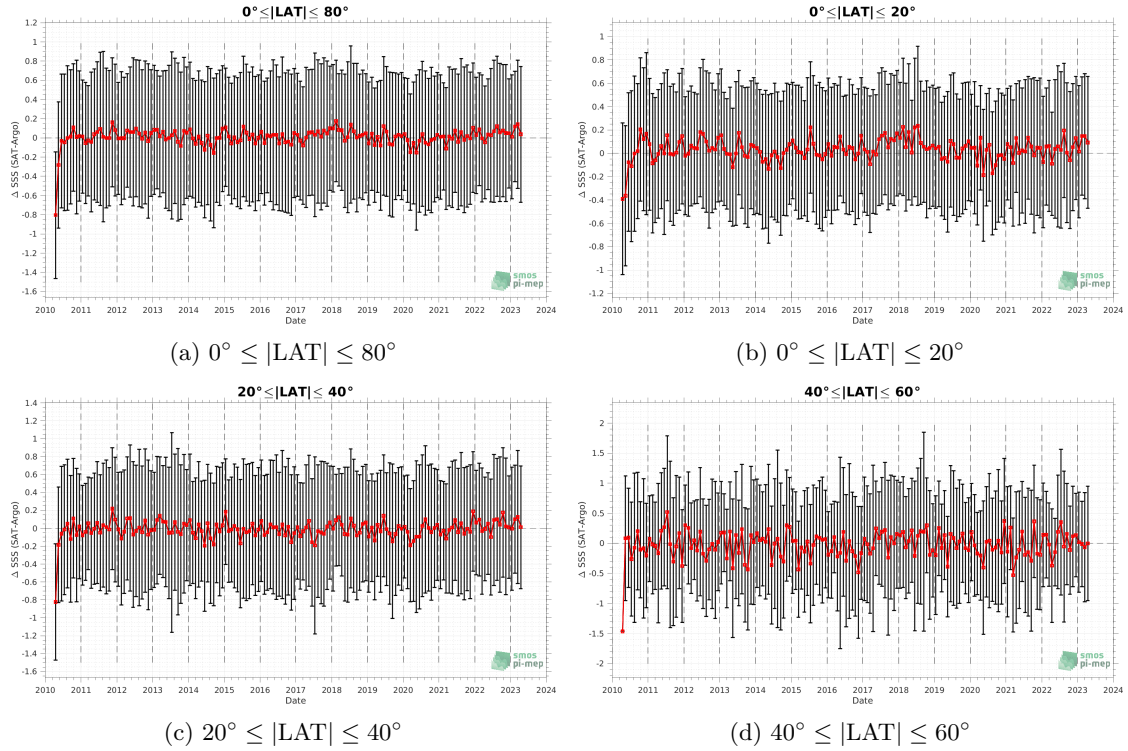 0°≤|LAT|≤ 80°
Δ SSS (SAT-Argo)
1.2
1
0.8
0.6
0.4
0.2
0
-0.2
-0.4
-0.6
-0.8
-1
-1.2
-1.4
-1.6
smos
pi-mep
2010 2011 2012 2013 2014 2015 2016 2017 2018 2019 2020 2021 2022 2023 2024
Date
(a) 0° ≤ |LAT| ≤ 80°
0°≤|LAT|≤ 20°
Δ SSS (SAT-Argo)
1
0.8
0.6
0.4
0.2
0
-0.2
-0.4
-0.6
-0.8
-1
-1.2
smos
pi-mep
2010 2011 2012 2013 2014 2015 2016 2017 2018 2019 2020 2021 2022 2023 2024
Date
(b) 0° ≤ |LAT| ≤ 20°
20°≤|LAT|≤ 40°
Δ SSS (SAT-Argo)
1.4
1.2
1
0.8
0.6
0.4
0.2
0
-0.2
-0.4
-0.6
-0.8
-1
-1.2
-1.4
-1.6
smos
pi-mep
2010 2011 2012 2013 2014 2015 2016 2017 2018 2019 2020 2021 2022 2023 2024
Date
(c) 20° ≤ |LAT| ≤ 40°
40°≤|LAT|≤ 60°
Δ SSS (SAT-Argo)
2
1.5
1
0.5
0
-0.5
-1
-1.5
-2
smos
pi-mep
2010 2011 2012 2013 2014 2015 2016 2017 2018 2019 2020 2021 2022 2023 2024
Date
(d) 40° ≤ |LAT| ≤ 60°